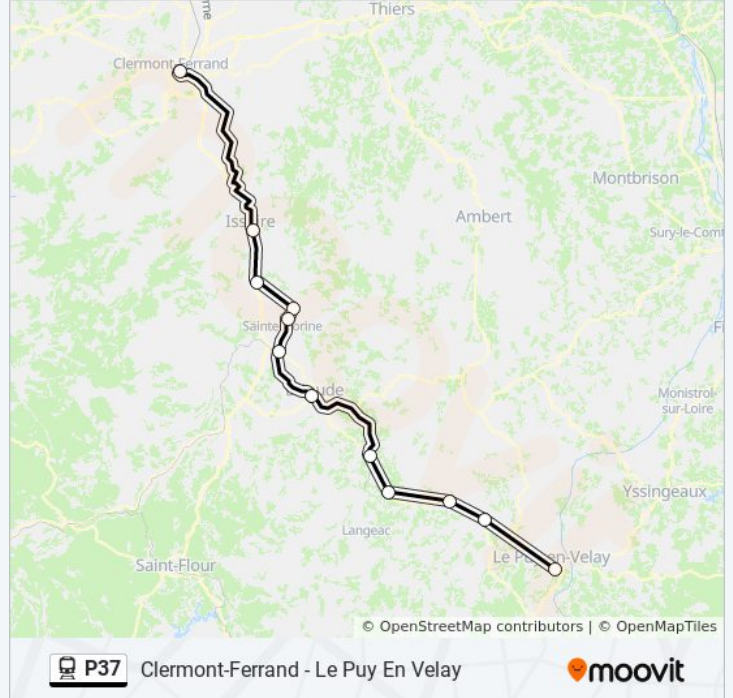 Thiers
Clermont-Ferrand
Montbrison
Issoire
Ambert
Sury-le-Comt
Sainte-Florine
Monistrol-
sur-Loire
Yssingeaux
Langeac
Le Puy-en-Velay
Saint-Flour
© OpenStreetMap contributors | © OpenMapTiles
P37 Clermont-Ferrand - Le Puy En Velay
moovit